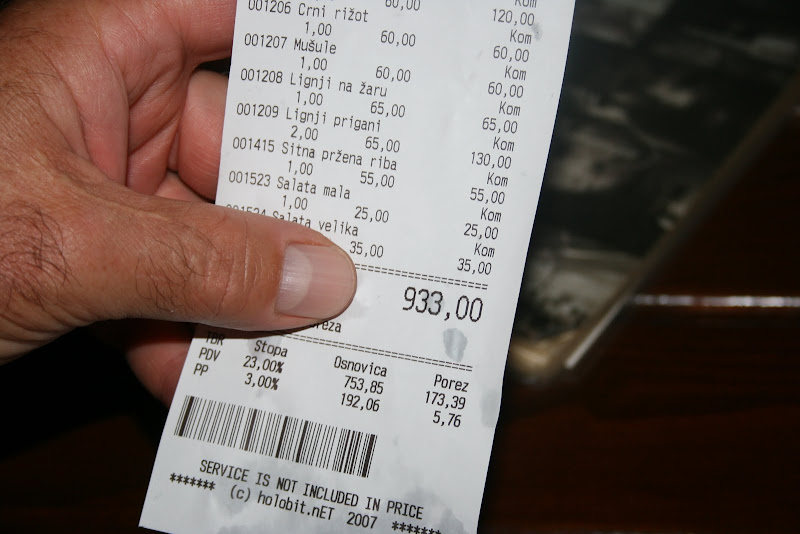 60,00 120,00
001206 Crni rižot Kom
1,00 60,00 60,00
001207 Mušule Kom
1,00 60,00 60,00
001208 Lignji na žaru Kom
1,00 65,00 65,00
001209 Lignji prigani Kom
2,00 65,00 130,00
001415 Sitna pržena riba Kom
1,00 55,00 55,00
001523 Salata mala Kom
1,00 25,00 25,00
001524 Salata velika Kom
35,00 35,00
933,00
Stopa Osnovica Porez
PDV 23,00% 753,85 173,39
PP 3,00% 192,06 5,76
SERVICE IS NOT INCLUDED IN PRICE
******* (c) holobit.nET 2007 *******